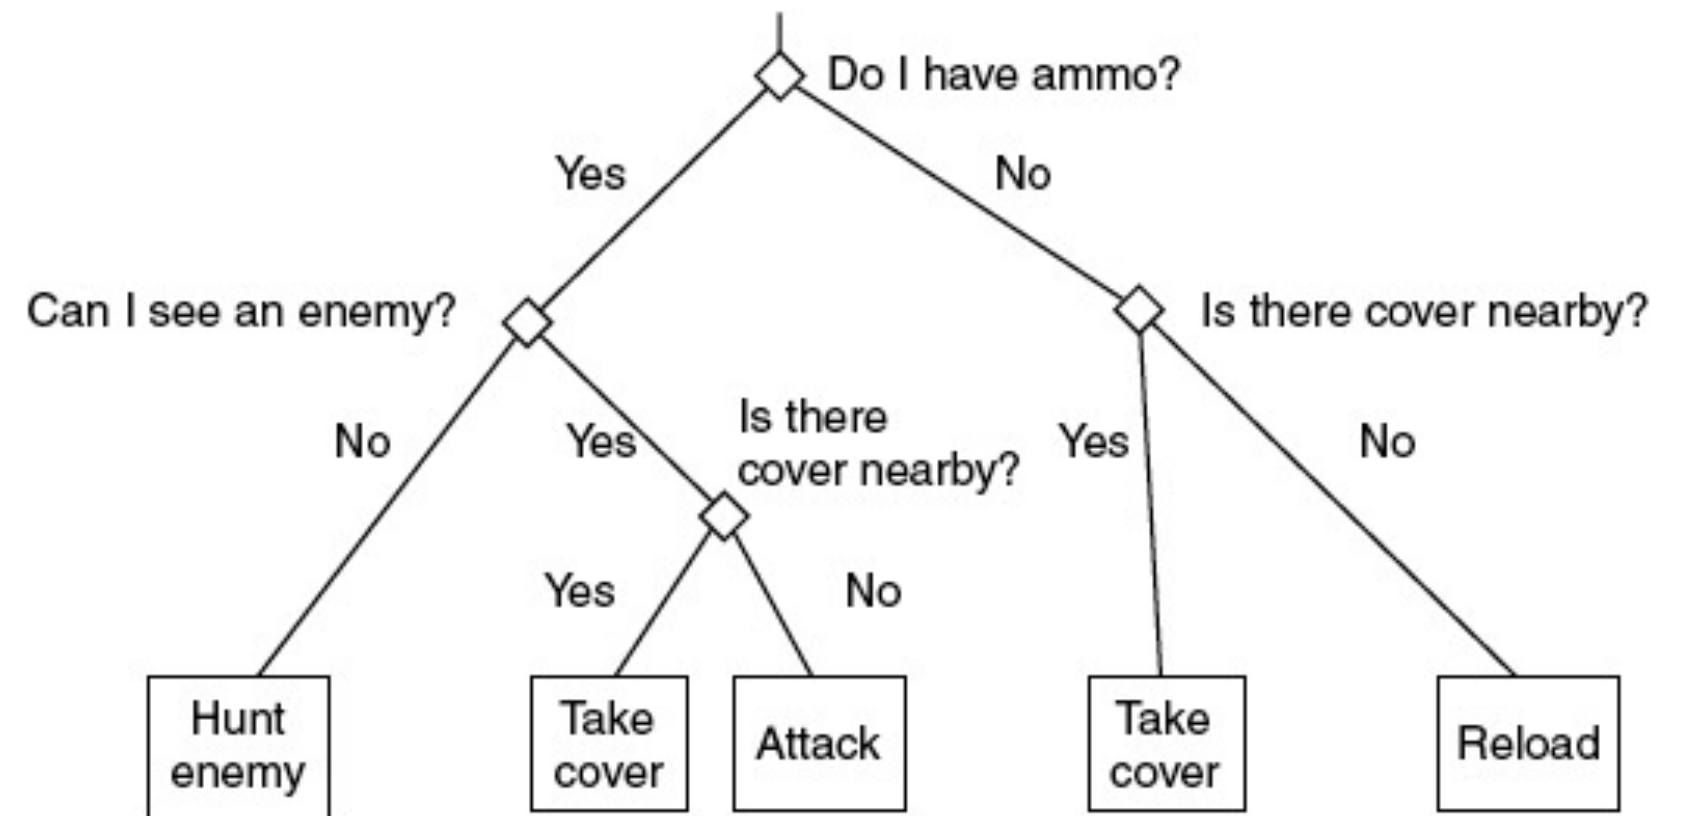 Do I have ammo?
Yes
No
Can I see an enemy?
Is there cover nearby?
No
Yes
Is there
cover nearby?
Yes
No
Yes
No
Hunt
enemy
Take
cover
Attack
Take
cover
Reload